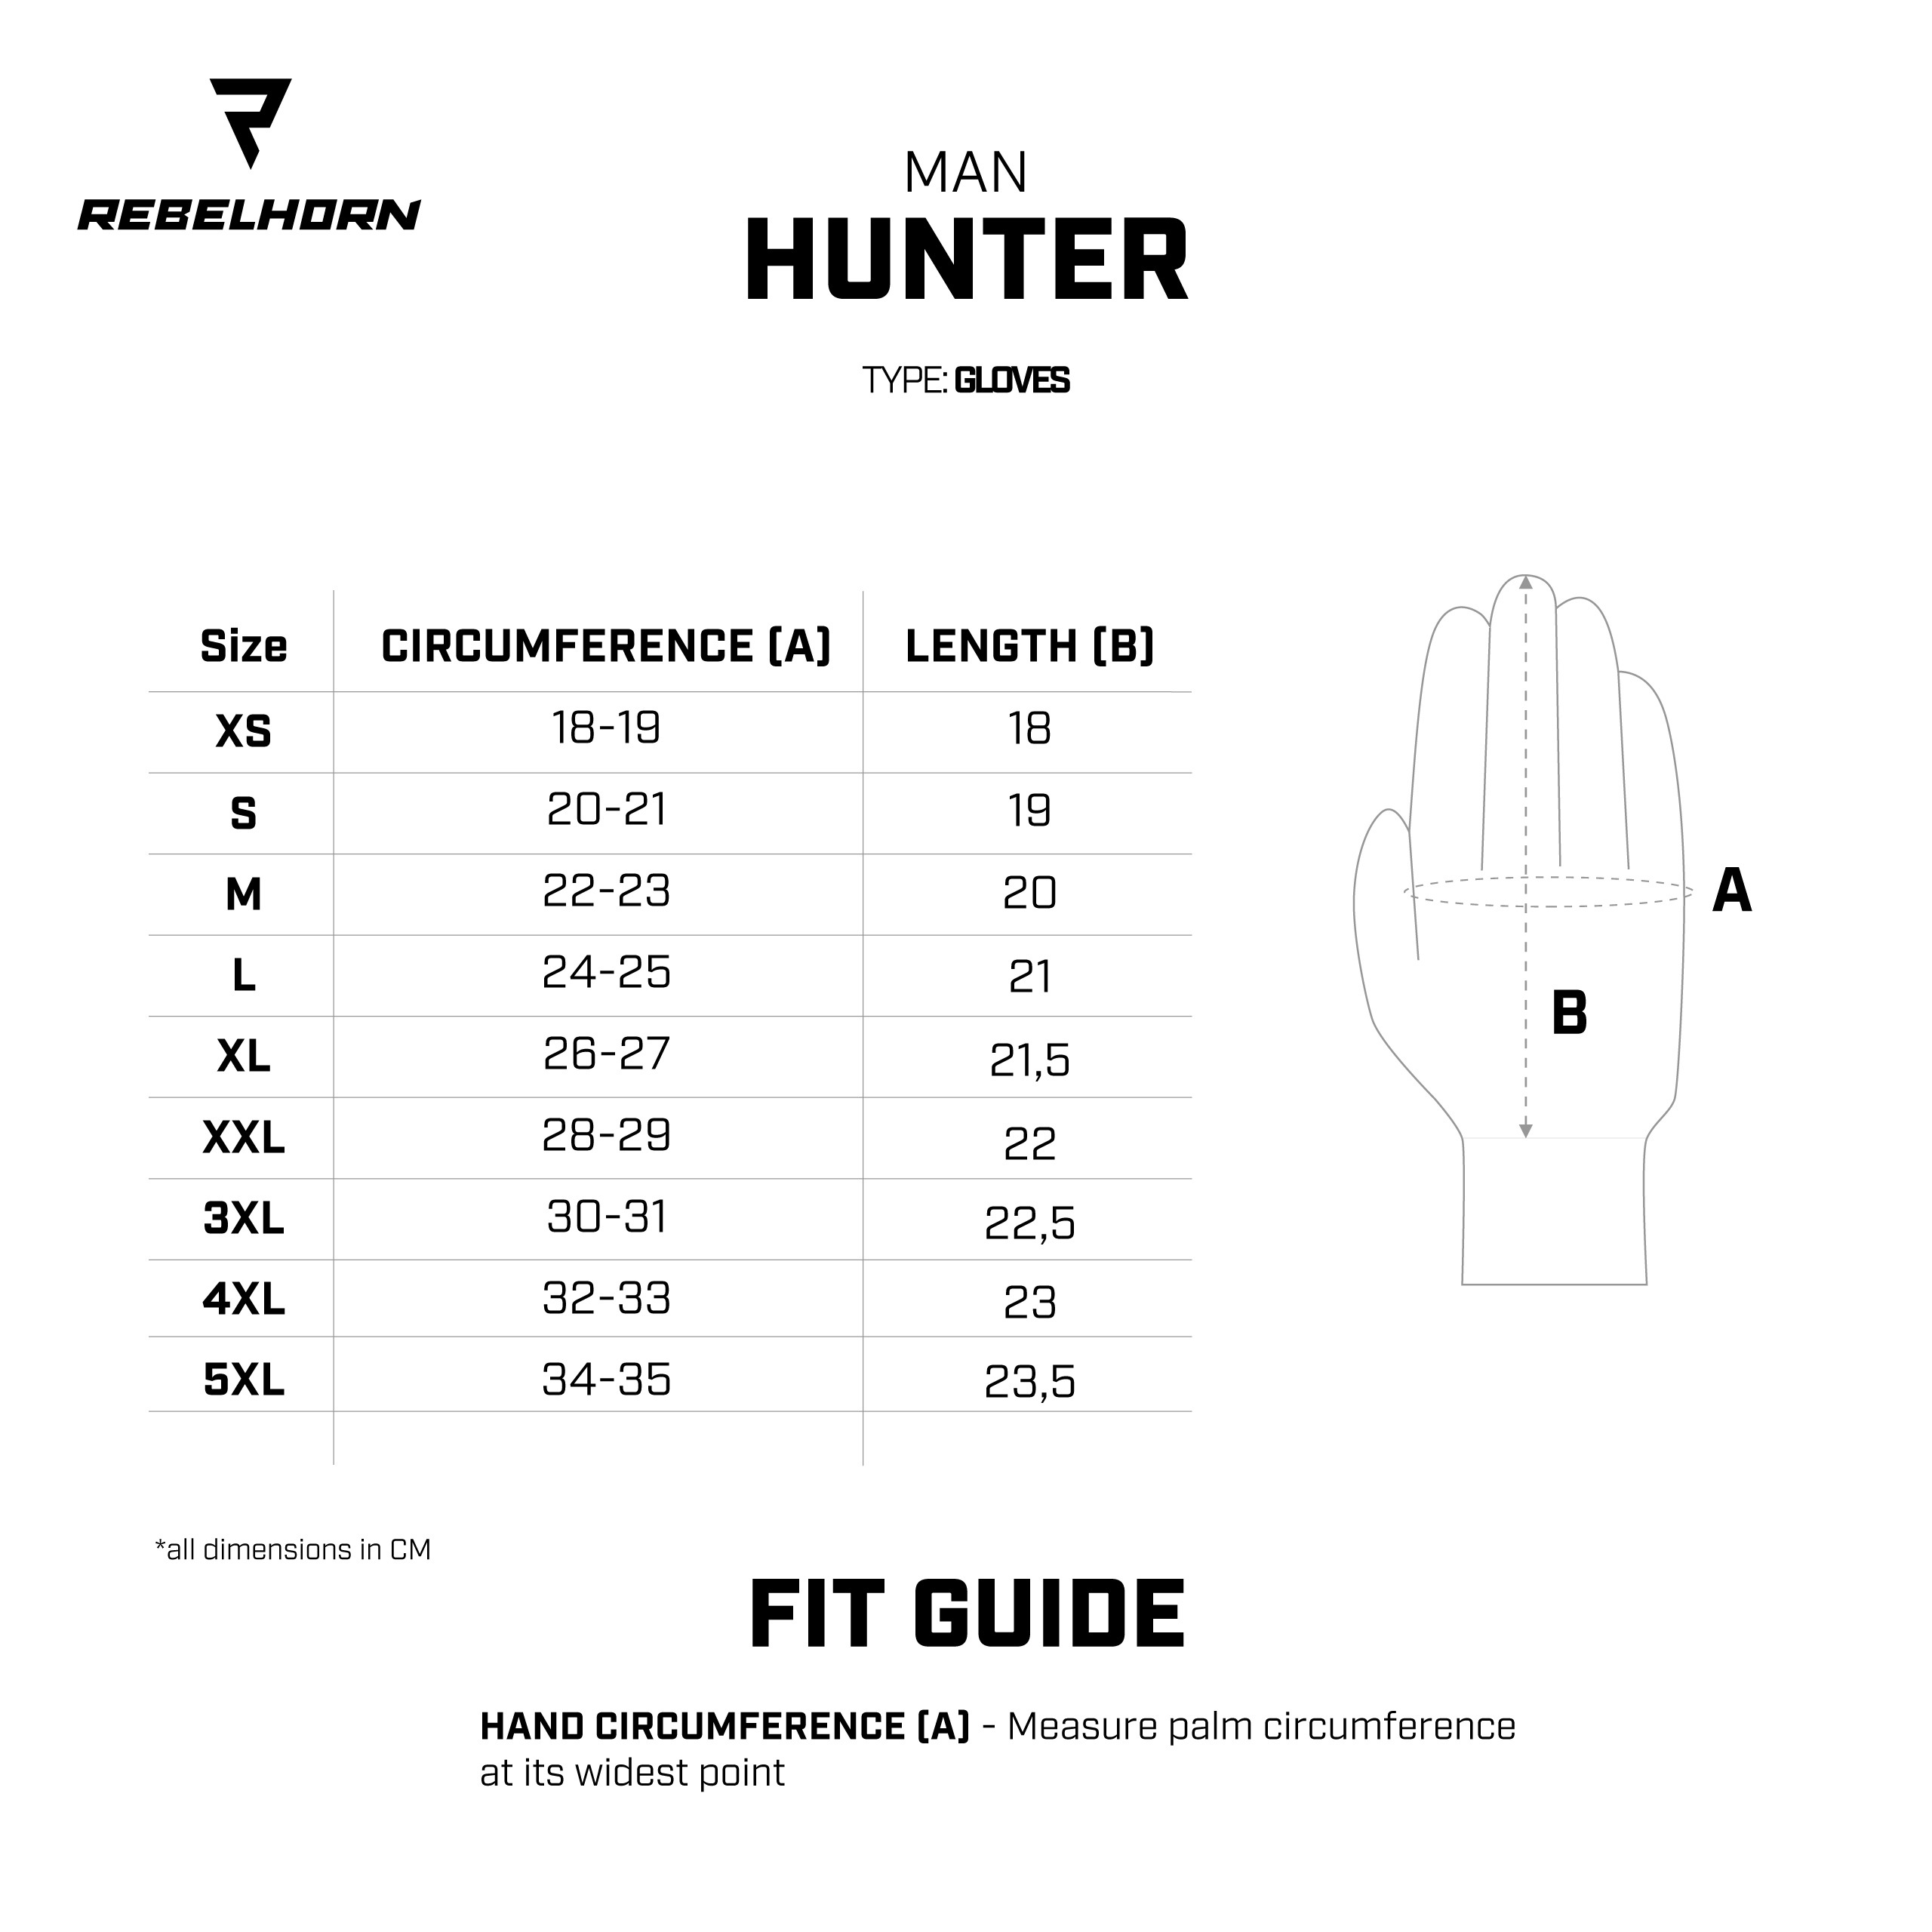 REBELHORN
MAN
HUNTER
TYPE: GLOVES
Size CIRCUMFERENCE (A) LENGTH (B)
XS 18-19 18
S 20-21 19
M 22-23 20
L 24-25 21
XL 26-27 21,5
XXL 28-29 22
3XL 30-31 22,5
4XL 32-33 23
5XL 34-35 23,5
A
B
*all dimensions in CM
FIT GUIDE
HAND CIRCUMFERENCE (A) - Measure palm circumference
at its widest point